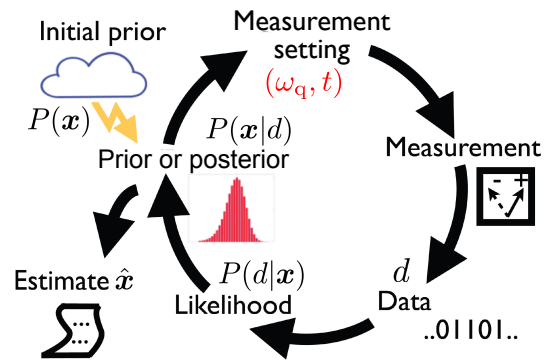 Initial prior
P(x)
Measurement
setting
(ω_q, t)
P(x|d)
Prior or posterior
Measurement
- +
Estimate x̂
...
...
P(d|x)
Likelihood
d
Data
..01101..